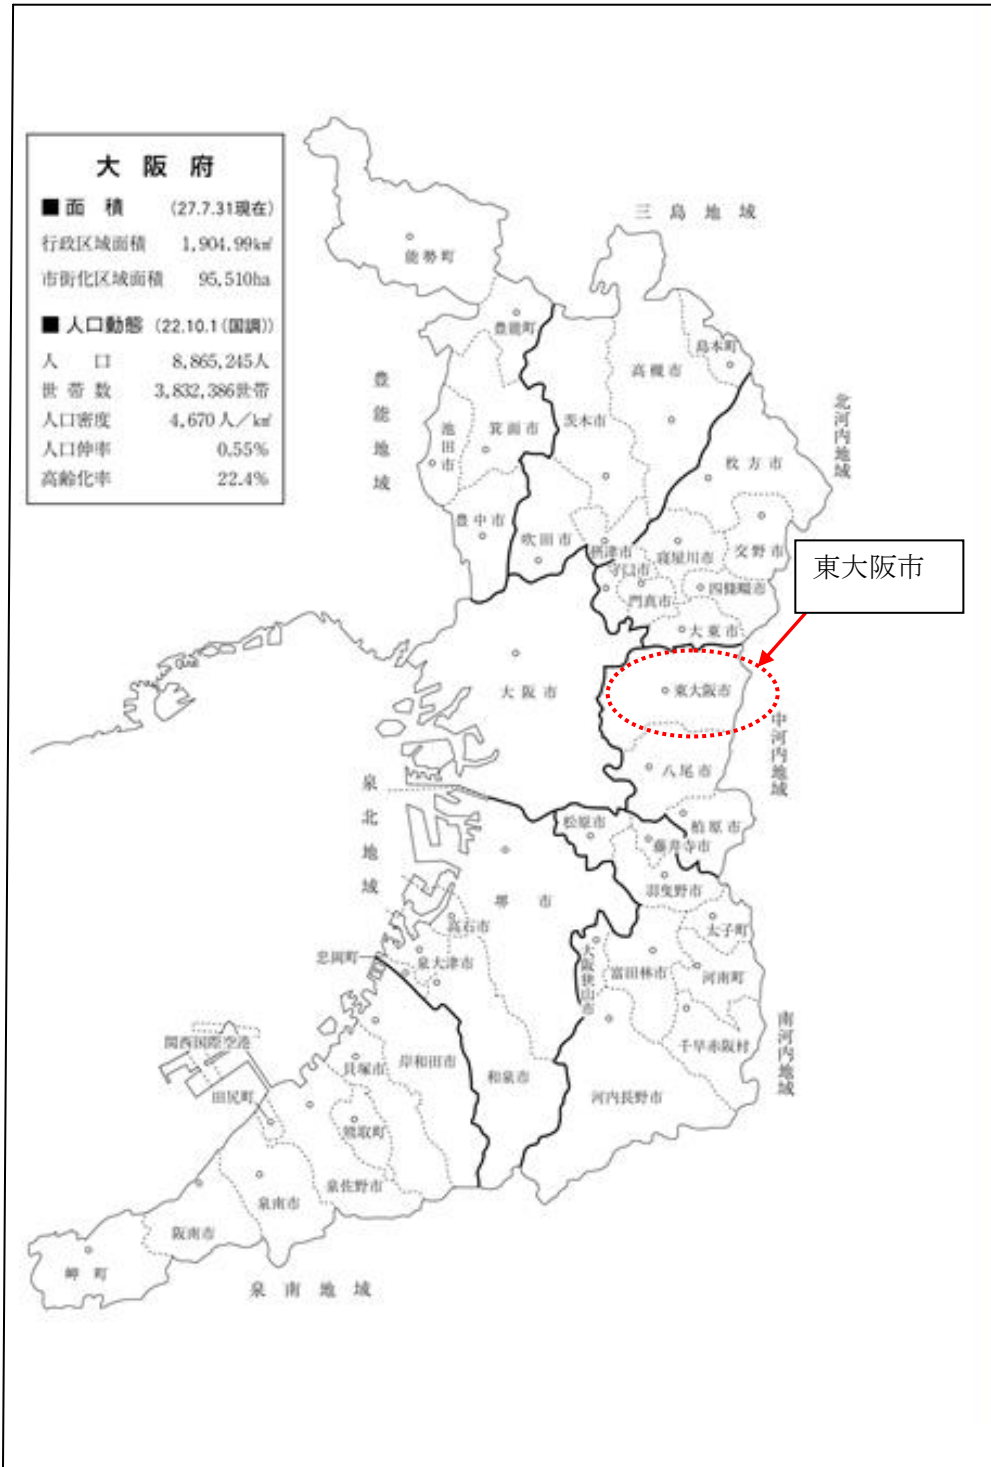 大阪府
■面積 (27.7.31現在)
行政区域面積 1,904.99k㎡
市街化区域面積 95,510ha
■人口動態 (22.10.1(国調))
人口 8,865,245人
世帯数 3,832,386世帯
人口密度 4,670人／k㎡
人口伸率 0.55%
高齢化率 22.4%
三島地域
能勢町
豊能町
島本町
高槻市
豊能地域
北河内地域
茨木市
箕面市
池田市
枚方市
豊中市
吹田市
摂津市
寝屋川市
交野市
守口市
東大阪市
門真市
四條畷市
大東市
大阪市
東大阪市
中河内地域
八尾市
泉北地域
松原市
柏原市
藤井寺市
羽曳野市
堺市
高石市
太子町
忠岡町
泉大津市
大阪狭山市
富田林市
河南町
南河内地域
関西国際空港
千早赤阪村
岸和田市
貝塚市
和泉市
田尻町
河内長野市
熊取町
泉佐野市
泉南市
阪南市
岬町
泉南地域